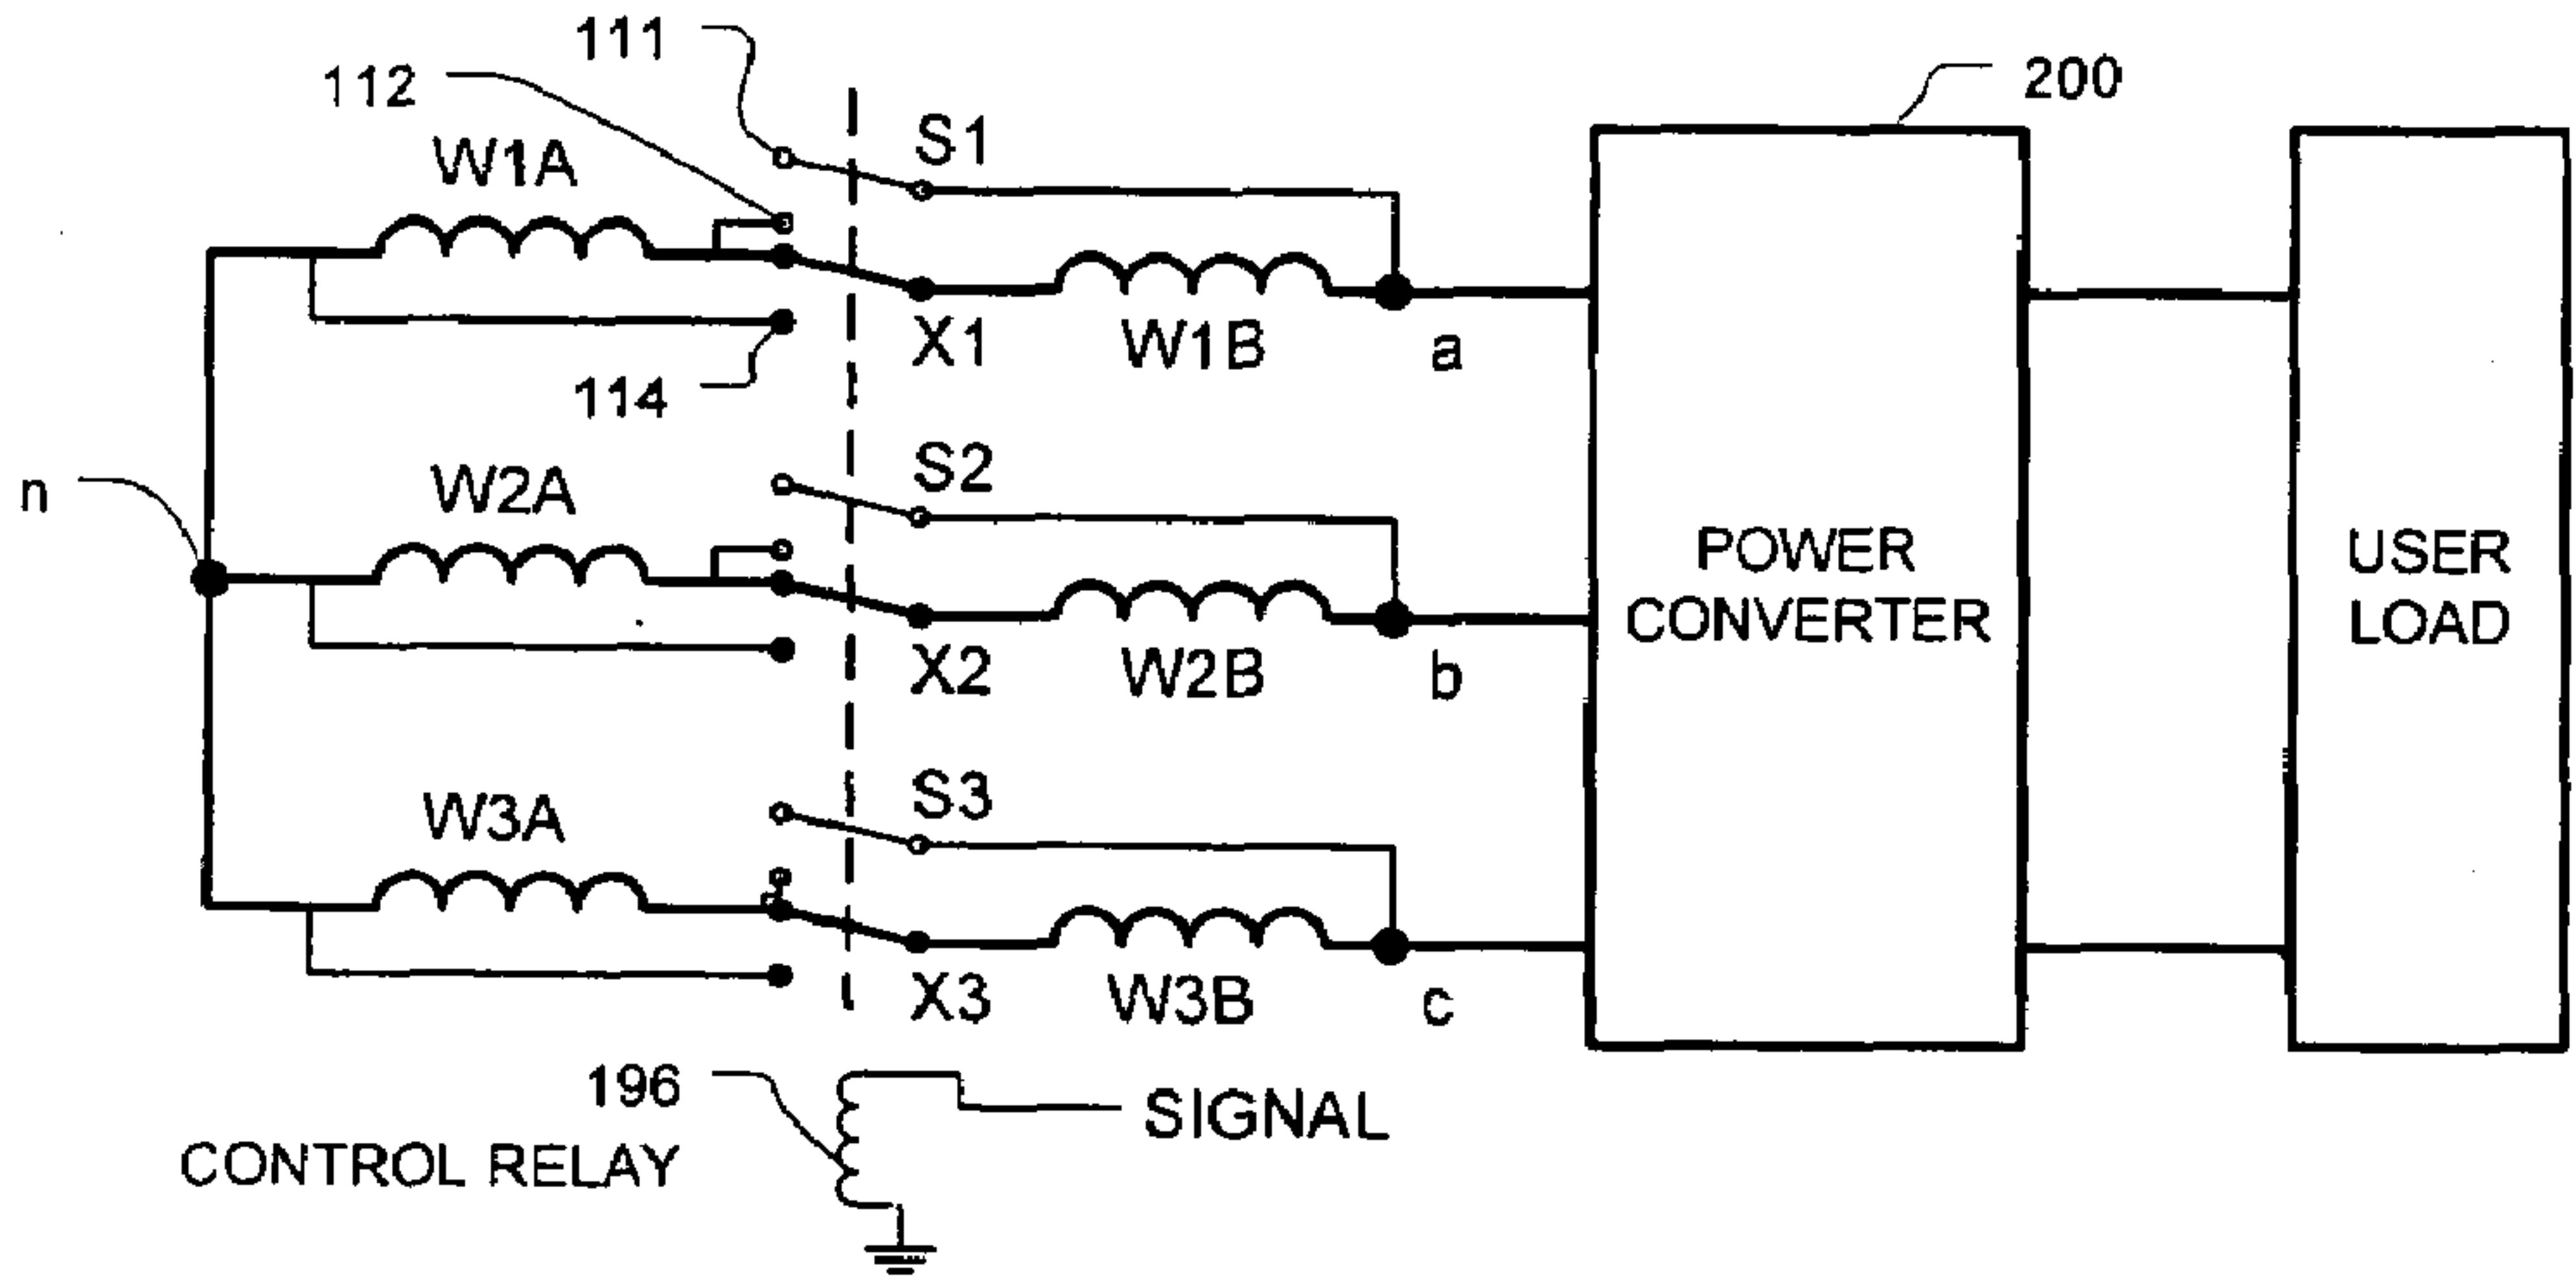 111
112
200
S1
W1A
X1
W1B
a
114
S2
n
W2A
POWER
CONVERTER
USER
LOAD
X2
W2B
b
S3
W3A
X3
W3B
c
196
SIGNAL
CONTROL RELAY